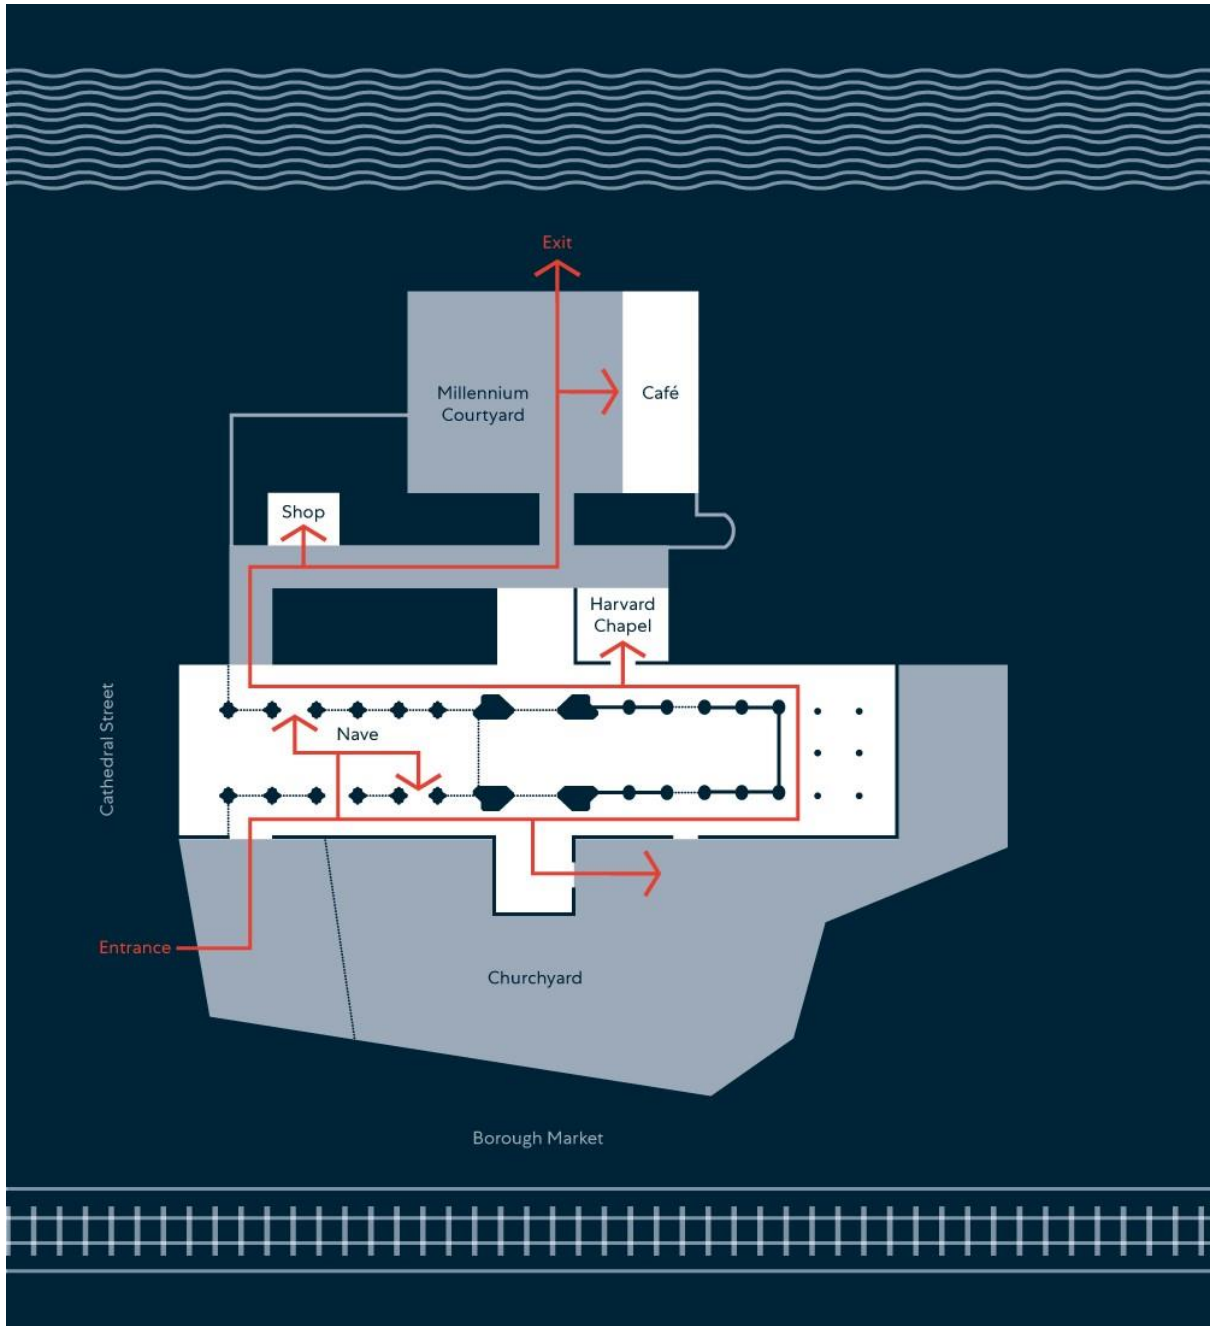 Exit
Millennium
Courtyard
Café
Shop
Harvard
Chapel
Cathedral Street
Nave
Entrance
Churchyard
Borough Market